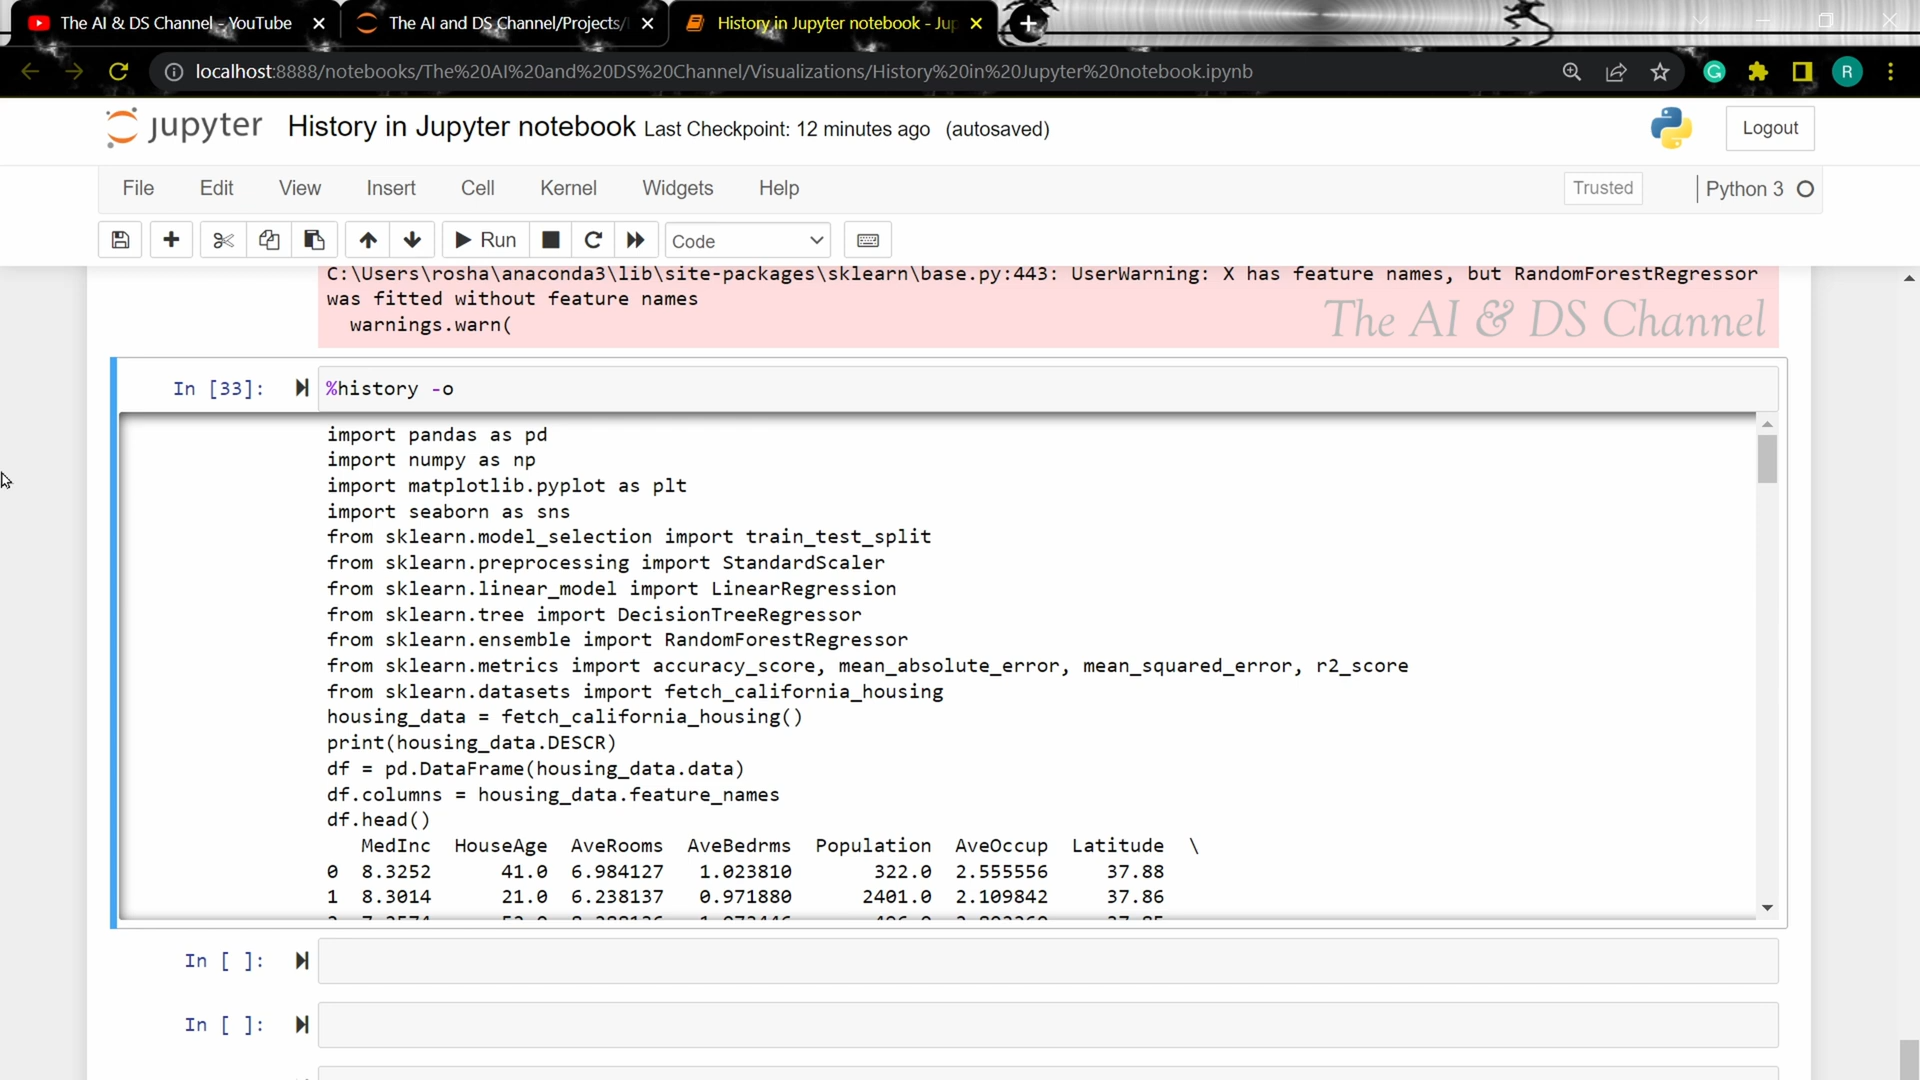 The AI & DS Channel - YouTube
The AI and DS Channel/Projects/
History in Jupyter notebook - Jup
localhost:8888/notebooks/The%20AI%20and%20DS%20Channel/Visualizations/History%20in%20Jupyter%20notebook.ipynb
R
jupyter History in Jupyter notebook Last Checkpoint: 12 minutes ago (autosaved)
Logout
File Edit View Insert Cell Kernel Widgets Help
Trusted
Python 3
Run
Code
C:\Users\rosha\anaconda3\lib\site-packages\sklearn\base.py:443: UserWarning: X has feature names, but RandomForestRegressor
was fitted without feature names
warnings.warn(
The AI & DS Channel
In [33]: %history -o
import pandas as pd
import numpy as np
import matplotlib.pyplot as plt
import seaborn as sns
from sklearn.model_selection import train_test_split
from sklearn.preprocessing import StandardScaler
from sklearn.linear_model import LinearRegression
from sklearn.tree import DecisionTreeRegressor
from sklearn.ensemble import RandomForestRegressor
from sklearn.metrics import accuracy_score, mean_absolute_error, mean_squared_error, r2_score
from sklearn.datasets import fetch_california_housing
housing_data = fetch_california_housing()
print(housing_data.DESCR)
df = pd.DataFrame(housing_data.data)
df.columns = housing_data.feature_names
df.head()
MedInc HouseAge AveRooms AveBedrms Population AveOccup Latitude \
0 8.3252 41.0 6.984127 1.023810 322.0 2.555556 37.88
1 8.3014 21.0 6.238137 0.971880 2401.0 2.109842 37.86
In [ ]:
In [ ]: